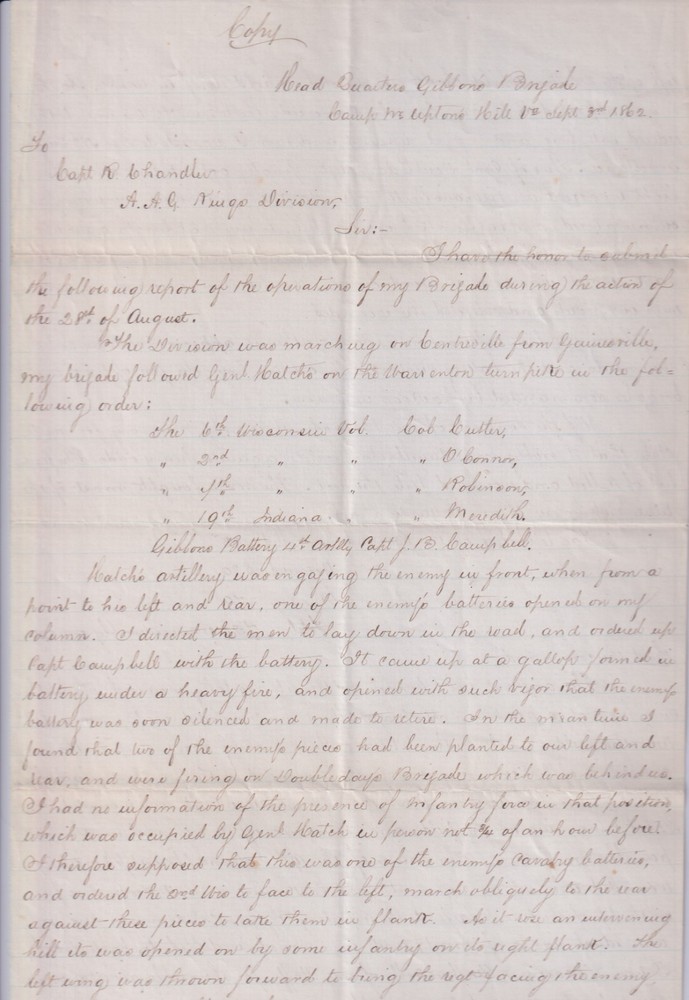 Copy
Head Quarters Gibbons Brigade
Camp nr Uptons Hill Va Sept 3rd 1862.
To
Capt R. Chandler
A. A. G. Kings Division,
Sir:-
I have the honor to submit
the following report of the operations of my Brigade during the action of
the 28th of August.
The Division was marching on Centreville from Gainesville,
my brigade followed Genl Hatchs on the Warrenton turnpike in the fol=
lowing order:
The 6th Wisconsin Vol. Col Cutler,
" 2nd " " " O'Connor,
" 7th " " " Robinson,
" 19th Indiana " " Meredith.
Gibbons Battery 4th Artlly Capt J. B. Campbell.
Hatch's artillery was engaging the enemy in front, when from a
point to his left and rear, one of the enemy's batteries opened on my
column. I directed the men to lay down in the road, and ordered up
Capt Campbell with the battery. It came up at a gallop formed in
battery under a heavy fire, and opened with such vigor that the enemys
battery was soon silenced and made to retire. In the mean time I
found that two of the enemy's pieces had been planted to our left and
rear, and were firing on Doubledays Brigade which was behind us.
I had no information of the presence of infantry force in that position,
which was occupied by Genl Hatch in person not ¾ of an hour before.
I therefore supposed that this was one of the enemys cavalry batteries,
and ordered the 2nd Wis to face to the left, march obliquely to the rear
against these pieces to take them in flank. As it rose an intervening
hill its was opened on by some infantry on its right flank. The
left wing was thrown forward to bring the regt facing the enemy